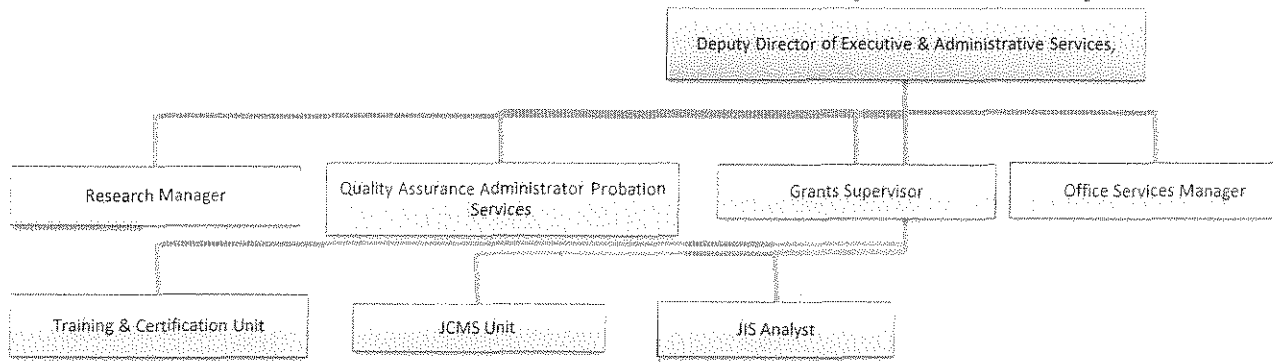 Deputy Director of Executive & Administrative Services,
Research Manager
Quality Assurance Administrator Probation
Services
Grants Supervisor
Office Services Manager
Training & Certification Unit
JCMS Unit
JIS Analyst